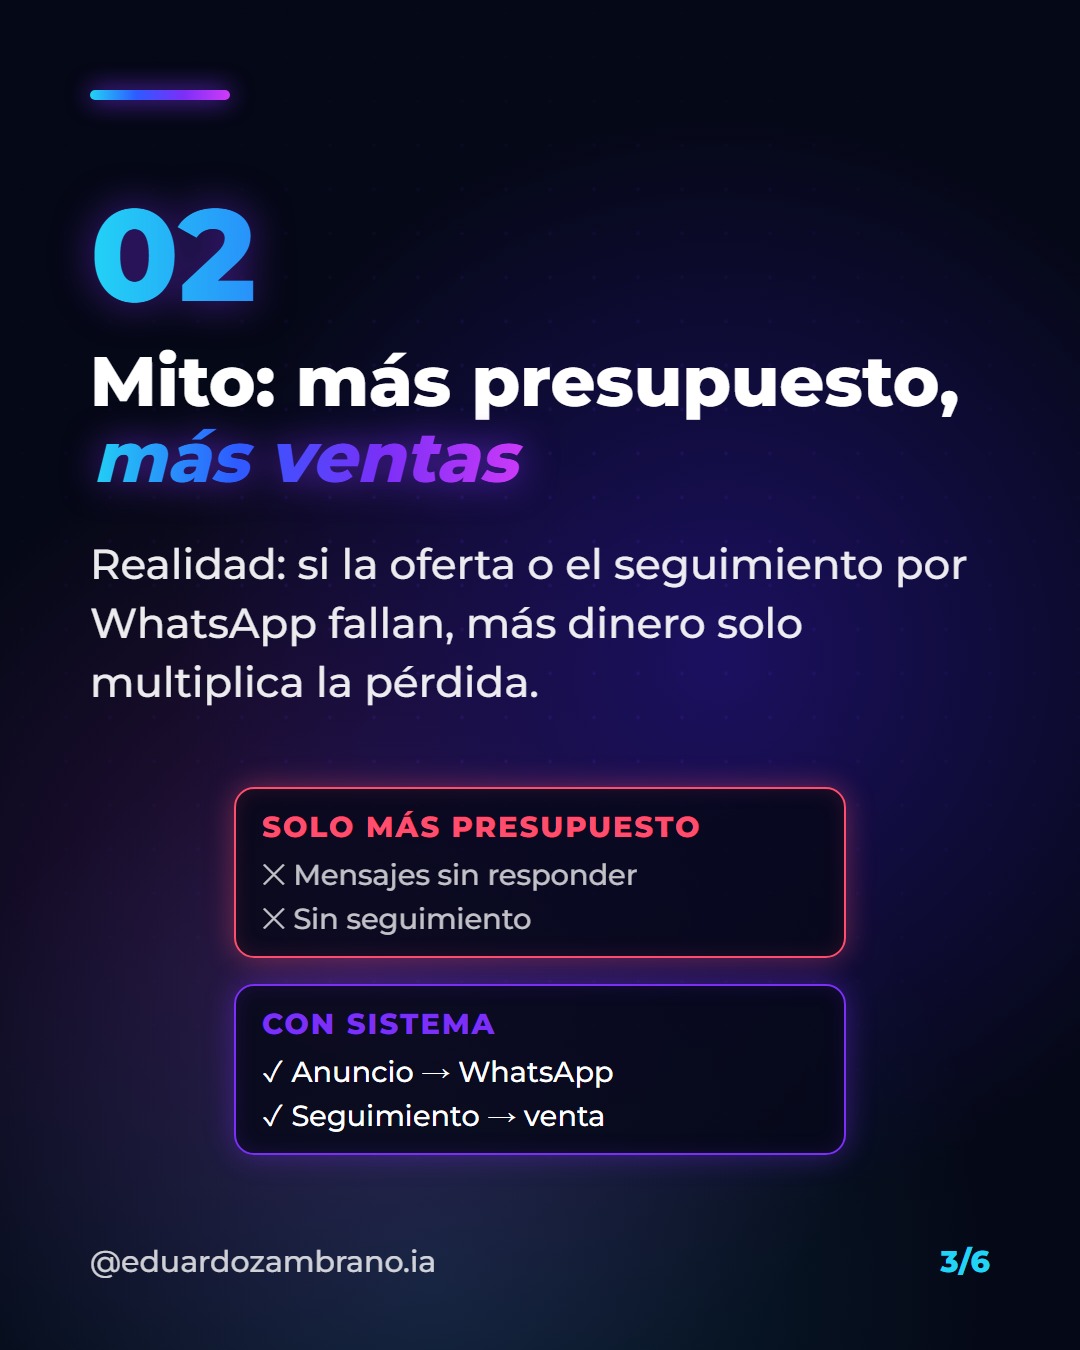 02
Mito: más presupuesto,
más ventas
Realidad: si la oferta o el seguimiento por
WhatsApp fallan, más dinero solo
multiplica la pérdida.
SOLO MÁS PRESUPUESTO
✕ Mensajes sin responder
✕ Sin seguimiento
CON SISTEMA
✓ Anuncio → WhatsApp
✓ Seguimiento → venta
@eduardozambrano.ia
3/6